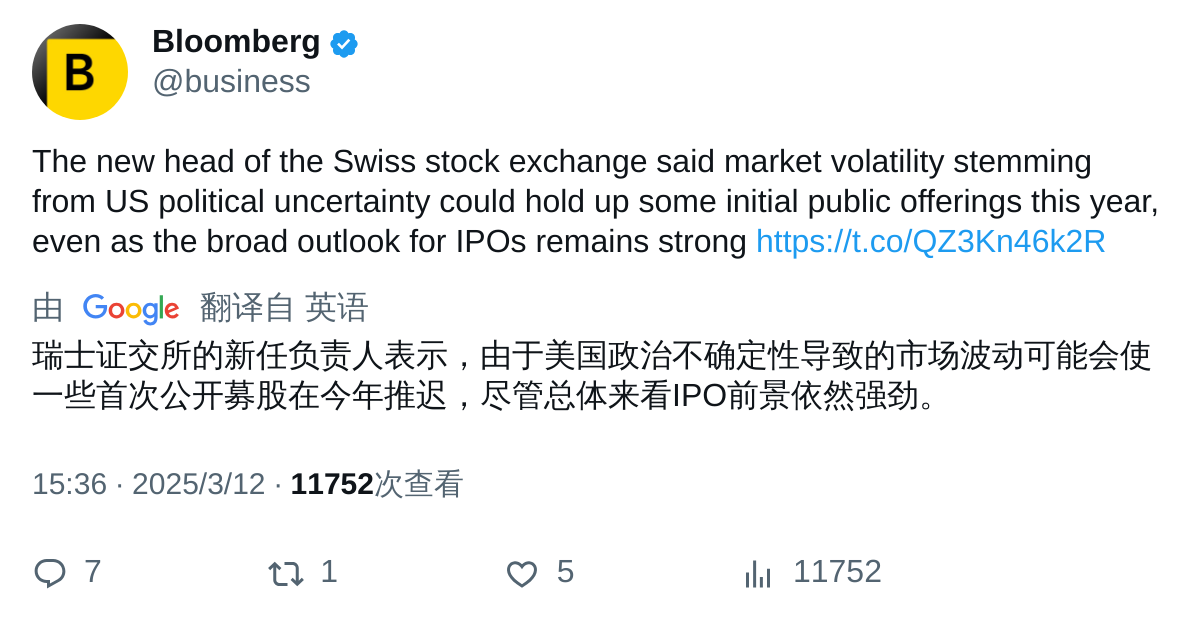 B
Bloomberg
@business
The new head of the Swiss stock exchange said market volatility stemming
from US political uncertainty could hold up some initial public offerings this year,
even as the broad outlook for IPOs remains strong https://t.co/QZ3Kn46k2R
由 Google 翻译自 英语
瑞士证交所的新任负责人表示，由于美国政治不确定性导致的市场波动可能会使
一些首次公开募股在今年推迟，尽管总体来看IPO前景依然强劲。
15:36 · 2025/3/12 · 11752次查看
7 1 5 11752